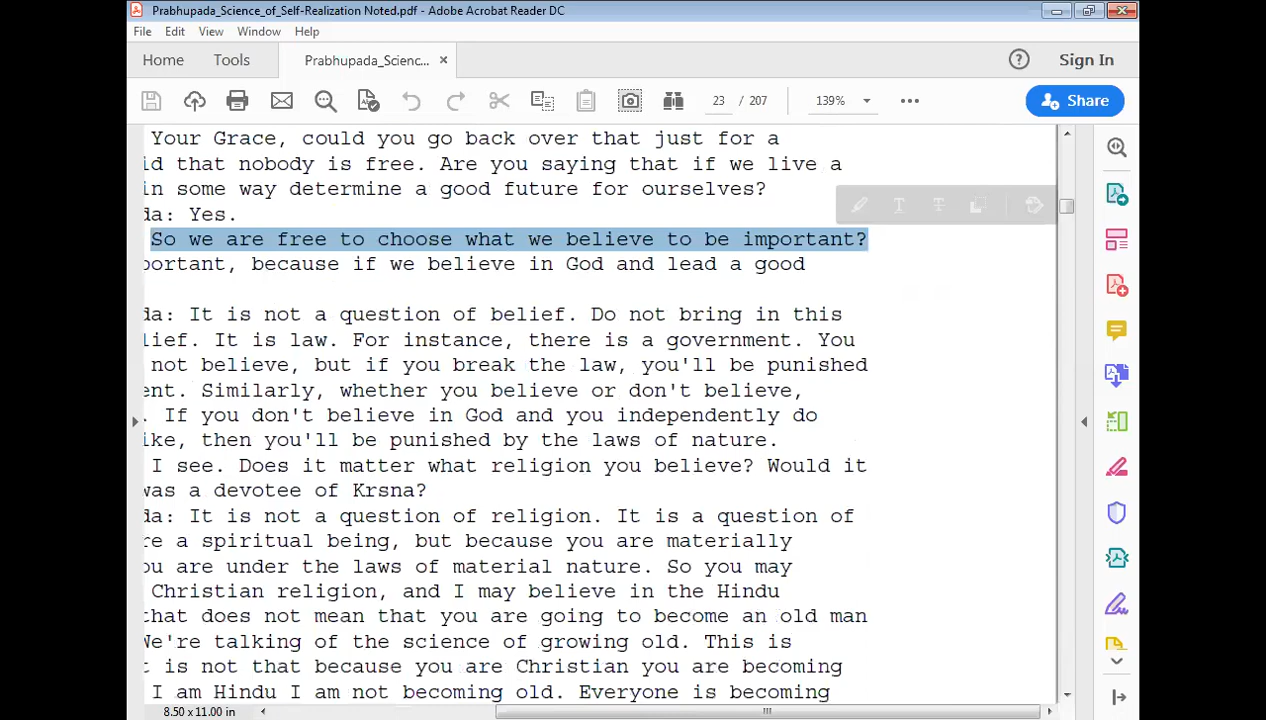 Prabhupada_Science_of_Self-Realization Noted.pdf - Adobe Acrobat Reader DC
File Edit View Window Help
Home Tools Prabhupada_Scienc... × Sign In
23 / 207 139% Share
Your Grace, could you go back over that just for a
id that nobody is free. Are you saying that if we live a
in some way determine a good future for ourselves?
da: Yes.
So we are free to choose what we believe to be important?
portant, because if we believe in God and lead a good
da: It is not a question of belief. Do not bring in this
lief. It is law. For instance, there is a government. You
not believe, but if you break the law, you'll be punished
ent. Similarly, whether you believe or don't believe,
. If you don't believe in God and you independently do
ike, then you'll be punished by the laws of nature.
I see. Does it matter what religion you believe? Would it
was a devotee of Krsna?
da: It is not a question of religion. It is a question of
re a spiritual being, but because you are materially
ou are under the laws of material nature. So you may
Christian religion, and I may believe in the Hindu
that does not mean that you are going to become an old man
We're talking of the science of growing old. This is
t is not that because you are Christian you are becoming
I am Hindu I am not becoming old. Everyone is becoming
8.50 x 11.00 in